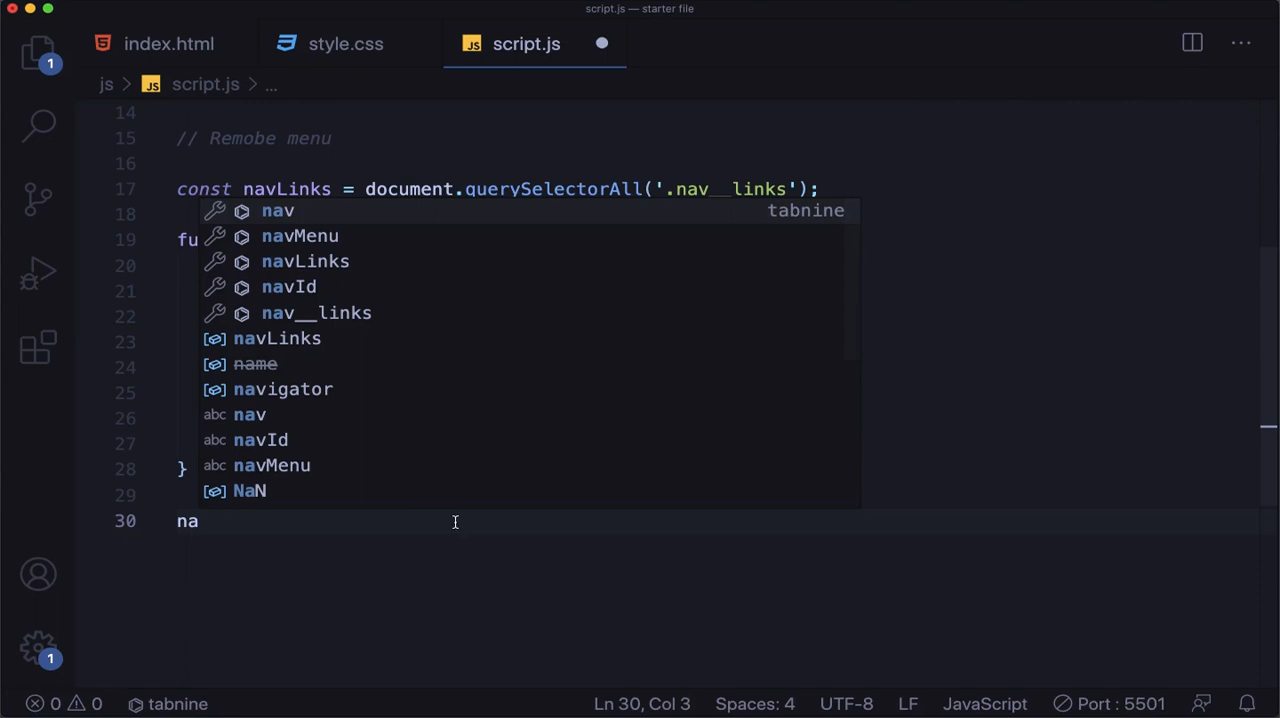 script.js — starter file
index.html
style.css
JS script.js
1
js > JS script.js > ...
14
15 // Remobe menu
16
17 const navLinks = document.querySelectorAll('.nav__links');
18 nav tabnine
navMenu
19 fu
20 navLinks
21 navId
22 nav__links
23 navLinks
24 name
25 navigator
26 nav
27 navId
28 } navMenu
29 NaN
30 na
1
0 0 tabnine Ln 30, Col 3 Spaces: 4 UTF-8 LF JavaScript Port : 5501